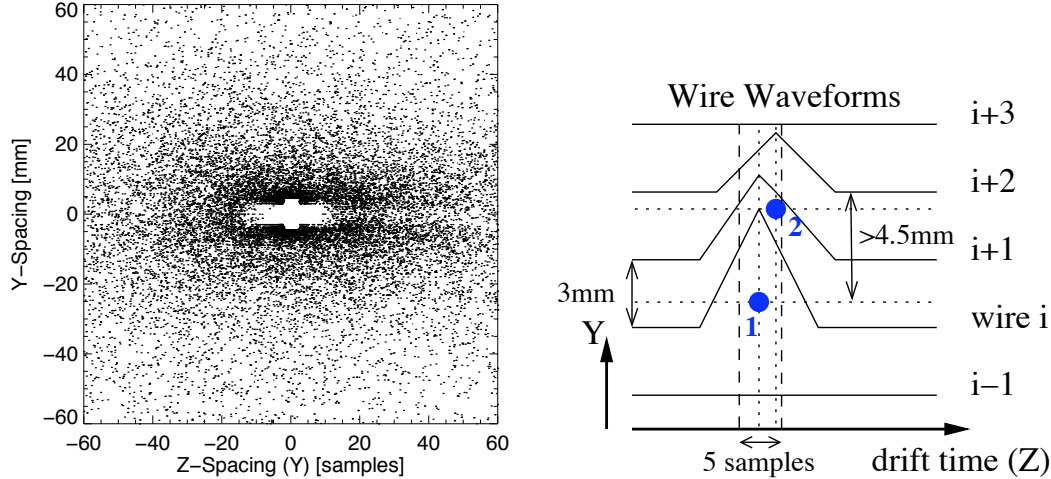 60
40
20
0
−20
−40
−60
Y−Spacing [mm]
−60 −40 −20 0 20 40 60
Z−Spacing (Y) [samples]
Wire Waveforms
i+3
i+2
2
>4.5mm
i+1
3mm
1
wire i
Y
i−1
5 samples
drift time (Z)